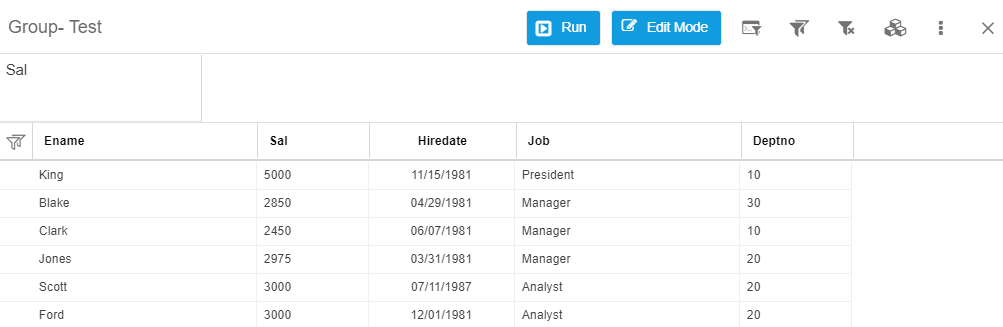 Group- Test Run Edit Mode
Sal
Ename Sal Hiredate Job Deptno
King 5000 11/15/1981 President 10
Blake 2850 04/29/1981 Manager 30
Clark 2450 06/07/1981 Manager 10
Jones 2975 03/31/1981 Manager 20
Scott 3000 07/11/1987 Analyst 20
Ford 3000 12/01/1981 Analyst 20